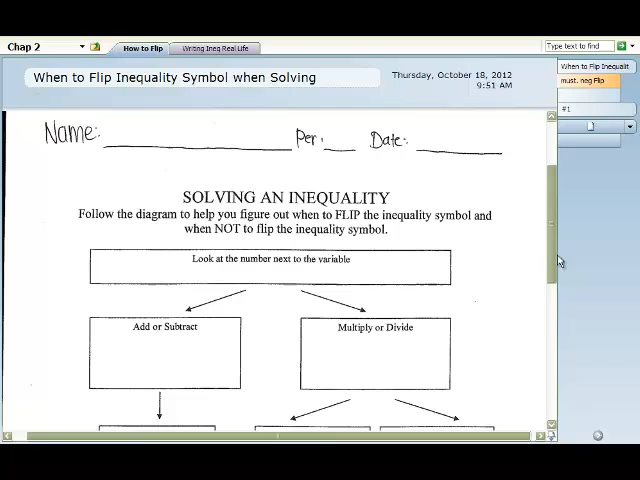 Chap 2
How to Flip
Writing Ineq Real Life
Type text to find
When to Flip Inequality Symbol when Solving
Thursday, October 18, 2012
9:51 AM
When to Flip Inequalit
must. neg Flip
#1
Name:
Per:
Date:
SOLVING AN INEQUALITY
Follow the diagram to help you figure out when to FLIP the inequality symbol and
when NOT to flip the inequality symbol.
Look at the number next to the variable
Add or Subtract
Multiply or Divide